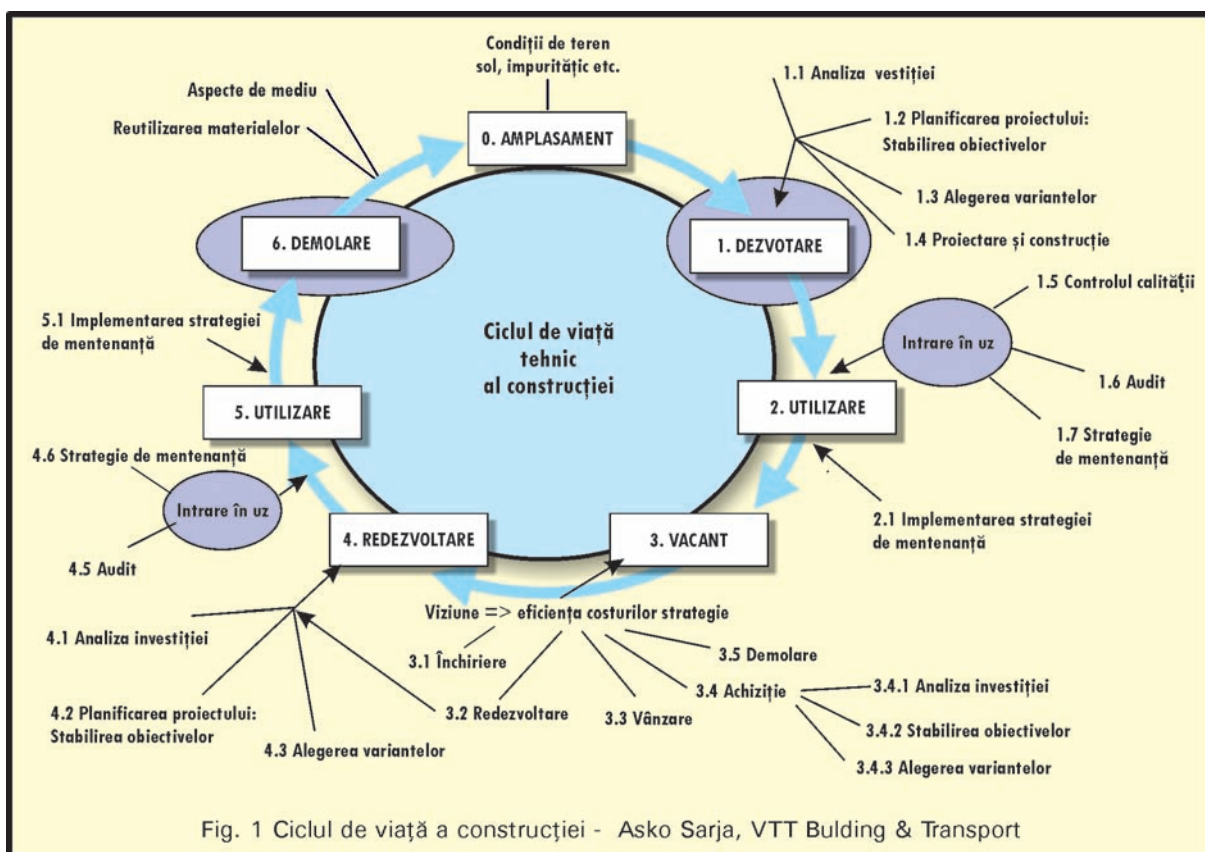 Condiții de teren
sol, impuritățic etc.
Aspecte de mediu
Reutilizarea materialelor
0. AMPLASAMENT
1.1 Analiza vestiției
1.2 Planificarea proiectului:
Stabilirea obiectivelor
1.3 Alegerea variantelor
1.4 Proiectare și construcție
6. DEMOLARE
1. DEZVOTARE
1.5 Controlul calității
Intrare în uz
1.6 Audit
1.7 Strategie
de mentenanță
5.1 Implementarea strategiei
de mentenanță
Ciclul de viață
tehnic
al construcției
5. UTILIZARE
2. UTILIZARE
2.1 Implementarea strategiei
de mentenanță
4.6 Strategie de mentenanță
Intrare în uz
4.5 Audit
4. REDEZVOLTARE
3. VACANT
4.1 Analiza investiției
4.2 Planificarea proiectului:
Stabilirea obiectivelor
4.3 Alegerea variantelor
Viziune => eficiența costurilor strategie
3.1 Închiriere
3.2 Redezvoltare
3.3 Vânzare
3.5 Demolare
3.4 Achiziție
3.4.1 Analiza investiției
3.4.2 Stabilirea obiectivelor
3.4.3 Alegerea variantelor
Fig. 1 Ciclul de viață a construcției - Asko Sarja, VTT Bulding & Transport